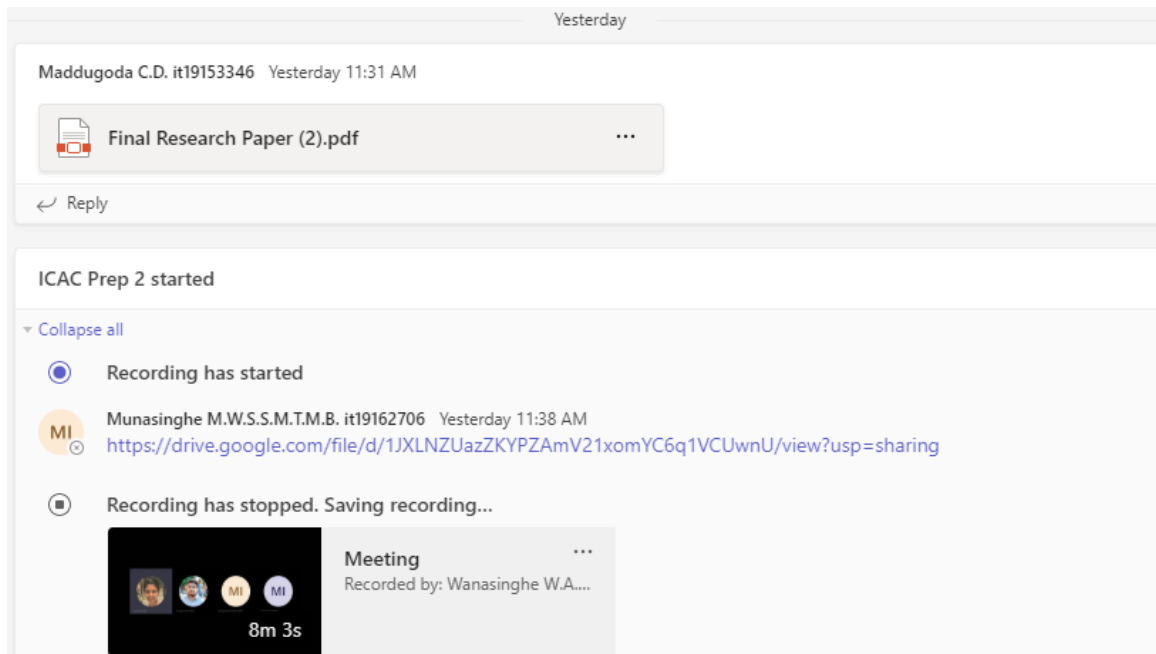 Yesterday
Maddugoda C.D. it19153346 Yesterday 11:31 AM
Final Research Paper (2).pdf
Reply
ICAC Prep 2 started
Collapse all
Recording has started
Munasinghe M.W.S.S.M.T.M.B. it19162706 Yesterday 11:38 AM
MI
https://drive.google.com/file/d/1JXLNZUazZKYPZAmV21xomYC6q1VCUwnU/view?usp=sharing
Recording has stopped. Saving recording...
Meeting
Recorded by: Wanasinghe W.A....
MI MI
8m 3s